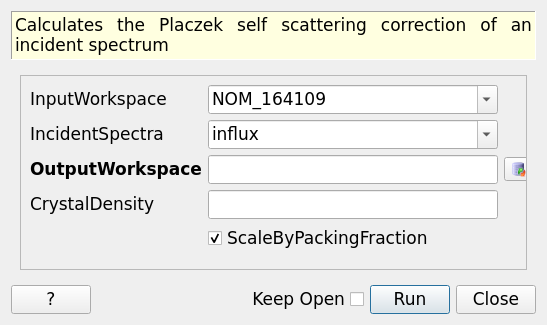 Calculates the Placzek self scattering correction of an
incident spectrum
InputWorkspace NOM_164109
IncidentSpectra influx
OutputWorkspace
CrystalDensity
ScaleByPackingFraction
? Keep Open Run Close